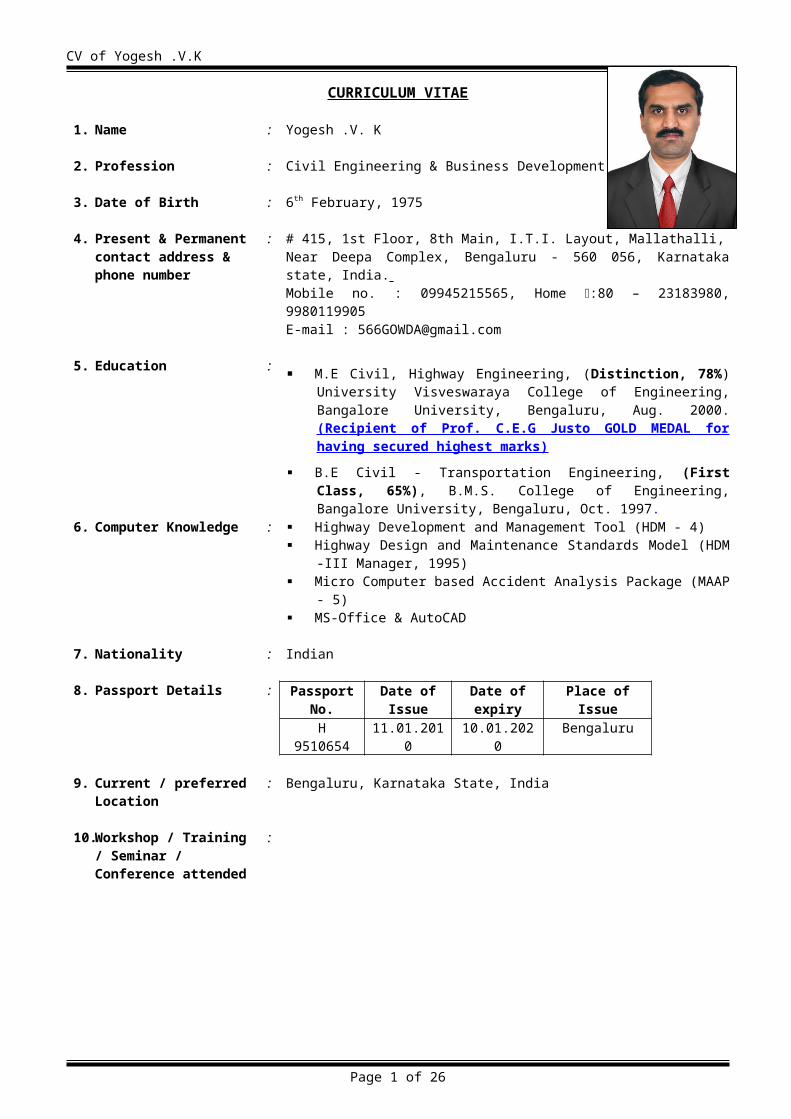 CV of Yogesh .V.K
CURRICULUM VITAE
1. Name : Yogesh .V. K
2. Profession : Civil Engineering & Business Development
3. Date of Birth : 6th February, 1975
4. Present & Permanent : # 415, 1st Floor, 8th Main, I.T.I. Layout, Mallathalli,
contact address & Near Deepa Complex, Bengaluru - 560 056, Karnataka
phone number state, India.
Mobile no. : 09945215565, Home :80 – 23183980,
9980119905
E-mail : 566GOWDA@gmail.com
5. Education :
▪ M.E Civil, Highway Engineering, (Distinction, 78%)
University Visveswaraya College of Engineering,
Bangalore University, Bengaluru, Aug. 2000.
(Recipient of Prof. C.E.G Justo GOLD MEDAL for
having secured highest marks)
▪ B.E Civil - Transportation Engineering, (First
Class, 65%), B.M.S. College of Engineering,
Bangalore University, Bengaluru, Oct. 1997.
6. Computer Knowledge : ▪ Highway Development and Management Tool (HDM - 4)
▪ Highway Design and Maintenance Standards Model (HDM
-III Manager, 1995)
▪ Micro Computer based Accident Analysis Package (MAAP
- 5)
▪ MS-Office & AutoCAD
7. Nationality : Indian
8. Passport Details : Passport Date of Date of Place of
No. Issue expiry Issue
H 11.01.201 10.01.202 Bengaluru
9510654 0 0
9. Current / preferred : Bengaluru, Karnataka State, India
Location
10. Workshop / Training :
/ Seminar /
Conference attended
Page 1 of 26